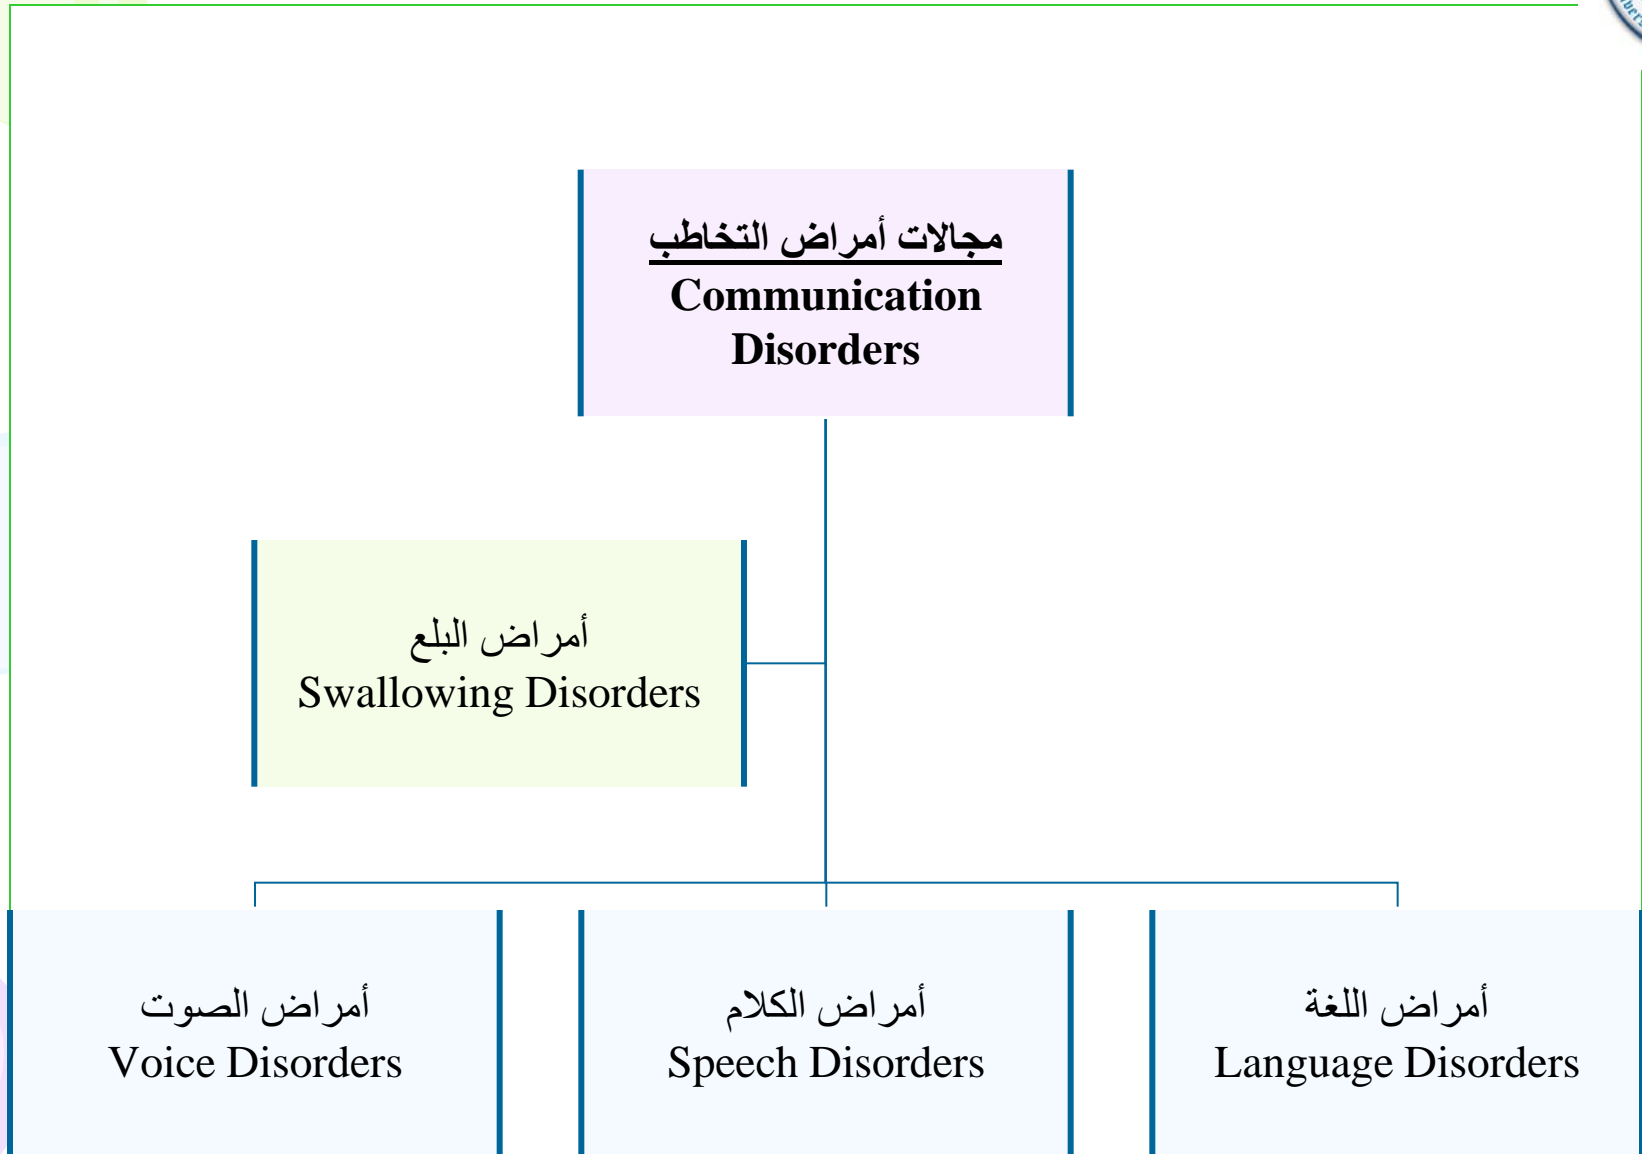 مجالات أمراض التخاطب
Communication
Disorders
أمراض البلع
Swallowing Disorders
أمراض الصوت
Voice Disorders
أمراض الكلام
Speech Disorders
أمراض اللغة
Language Disorders